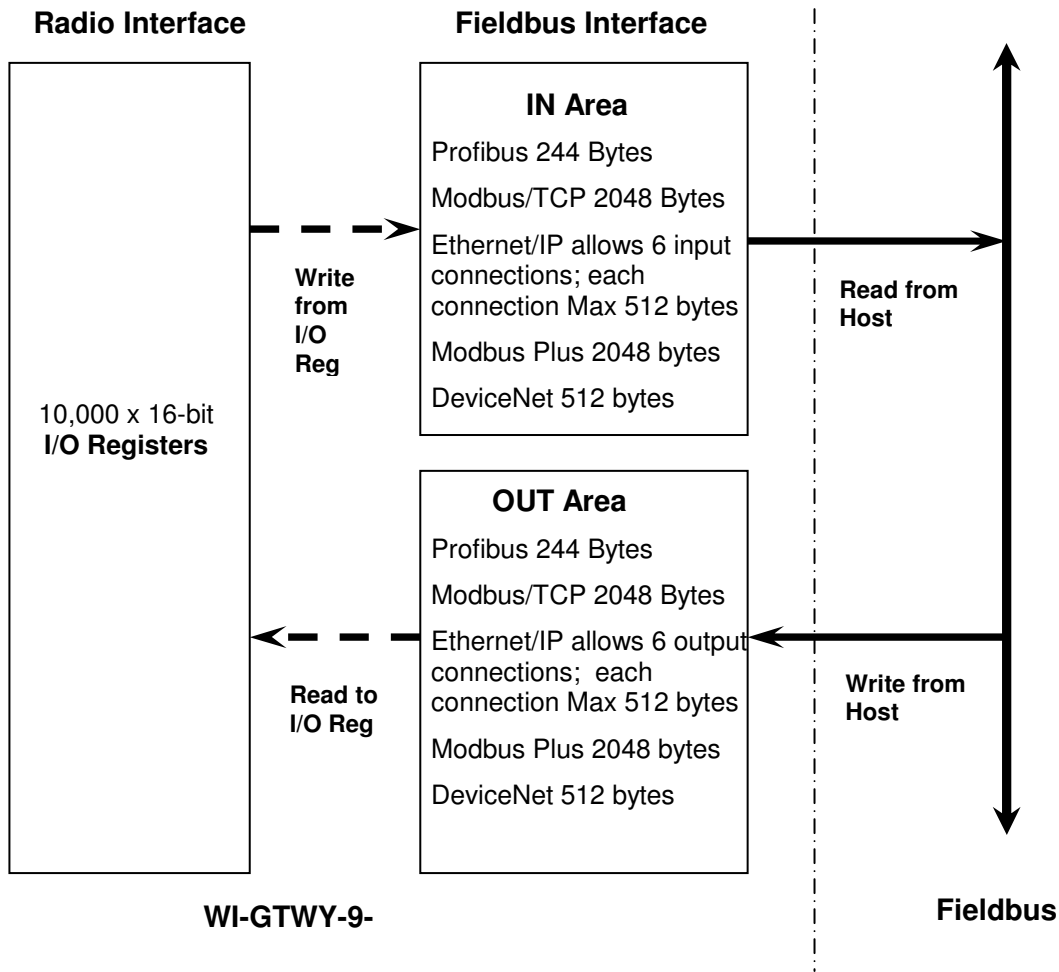 Radio Interface
Fieldbus Interface
10,000 x 16-bit
I/O Registers
Write
from
I/O
Reg
IN Area
Profibus 244 Bytes
Modbus/TCP 2048 Bytes
Ethernet/IP allows 6 input
connections; each
connection Max 512 bytes
Modbus Plus 2048 bytes
DeviceNet 512 bytes
Read from
Host
OUT Area
Profibus 244 Bytes
Modbus/TCP 2048 Bytes
Ethernet/IP allows 6 output
connections;  each
connection Max 512 bytes
Modbus Plus 2048 bytes
DeviceNet 512 bytes
Read to
I/O Reg
Write from
Host
WI-GTWY-9-
Fieldbus